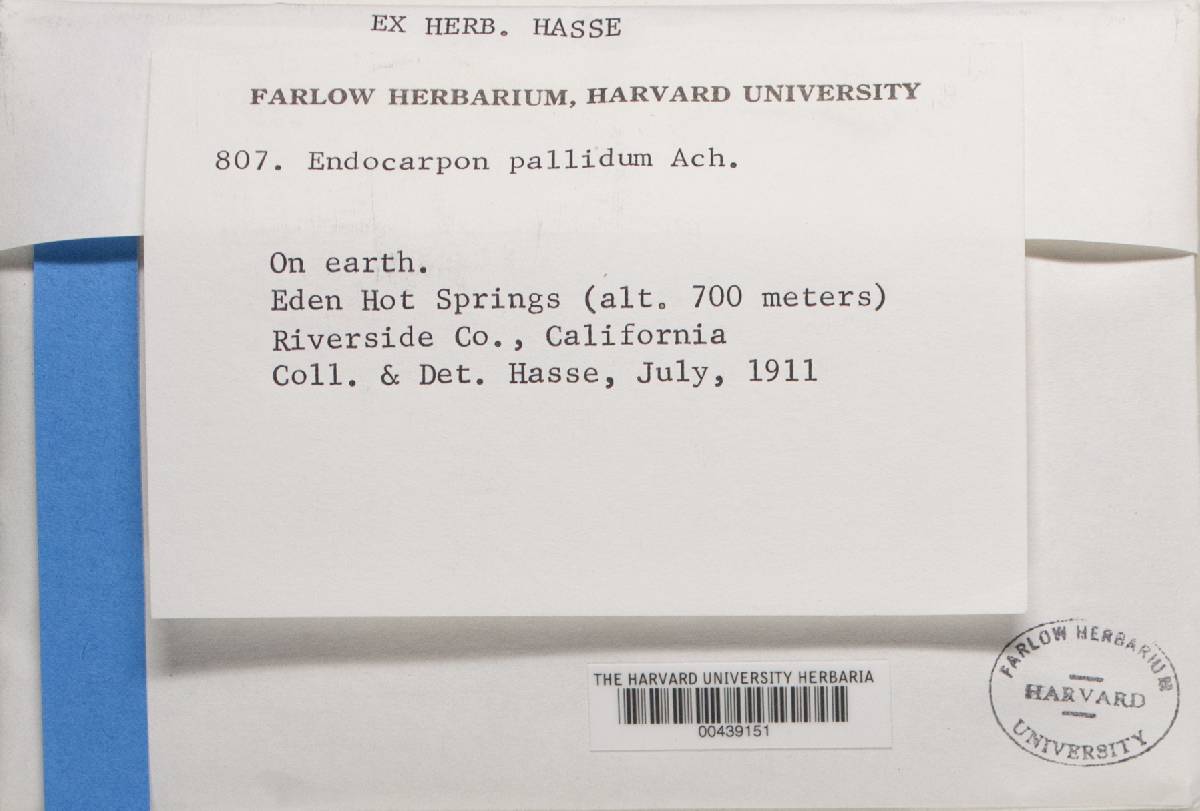 EX HERB. HASSE
FARLOW HERBARIUM, HARVARD UNIVERSITY
807. Endocarpon pallidum Ach.
On earth.
Eden Hot Springs (alt. 700 meters)
Riverside Co., California
Coll. & Det. Hasse, July, 1911
THE HARVARD UNIVERSITY HERBARIA
00439151
FARLOW HERBARIUM
HARVARD
UNIVERSITY